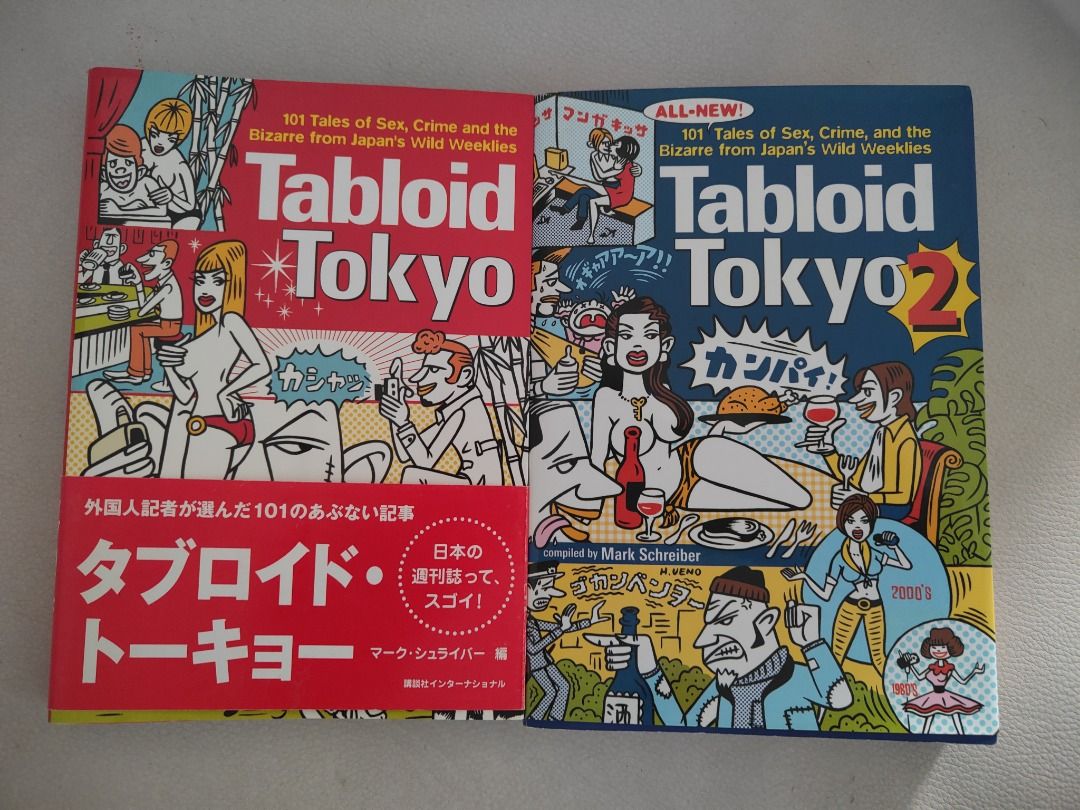 101 Tales of Sex, Crime and the
Bizarre from Japan's Wild Weeklies
Tabloid
Tokyo
カシャッ
外国人記者が選んだ101のあぶない記事
タブロイド・
トーキョー
日本の
週刊誌って、
スゴイ!
マーク・シュライバー 編
講談社インターナショナル
マンガキッサ
ALL-NEW!
101 Tales of Sex, Crime, and the
Bizarre from Japan's Wild Weeklies
Tabloid
Tokyo
2
オギャアア〜ア!!
カンパイ!
compiled by Mark Schreiber
M.UENO
ゴカンベンヲー
酒
2000's
1980'S